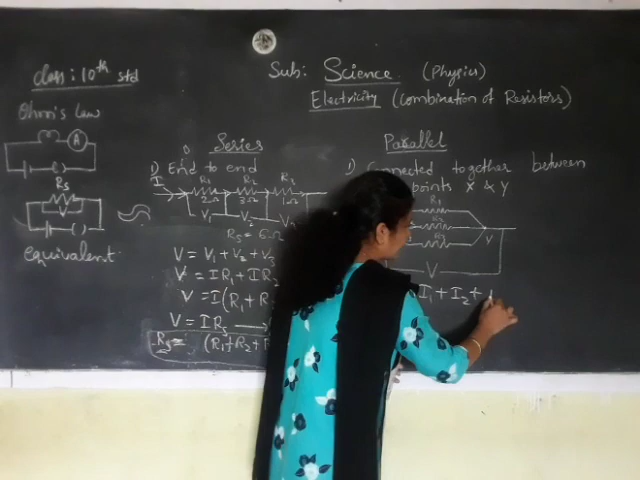 class: 10th std
Sub: Science (Physics)
Electricity (Combination of Resistors)
Ohm's Law
A
Rs
V
equivalent
Series
1) End to end
I R1 R2 R3
2Ω 3Ω 1Ω
V1 V2
Rs = 6Ω
V = V1 + V2 + V3
V = IR1 + IR2
V = I(R1 + R
V = IRs →
Rs = (R1 + R2 +
Parallel
1) Connected together between
points X & Y
R1
R2
R3
Y
V
I1 + I2 +